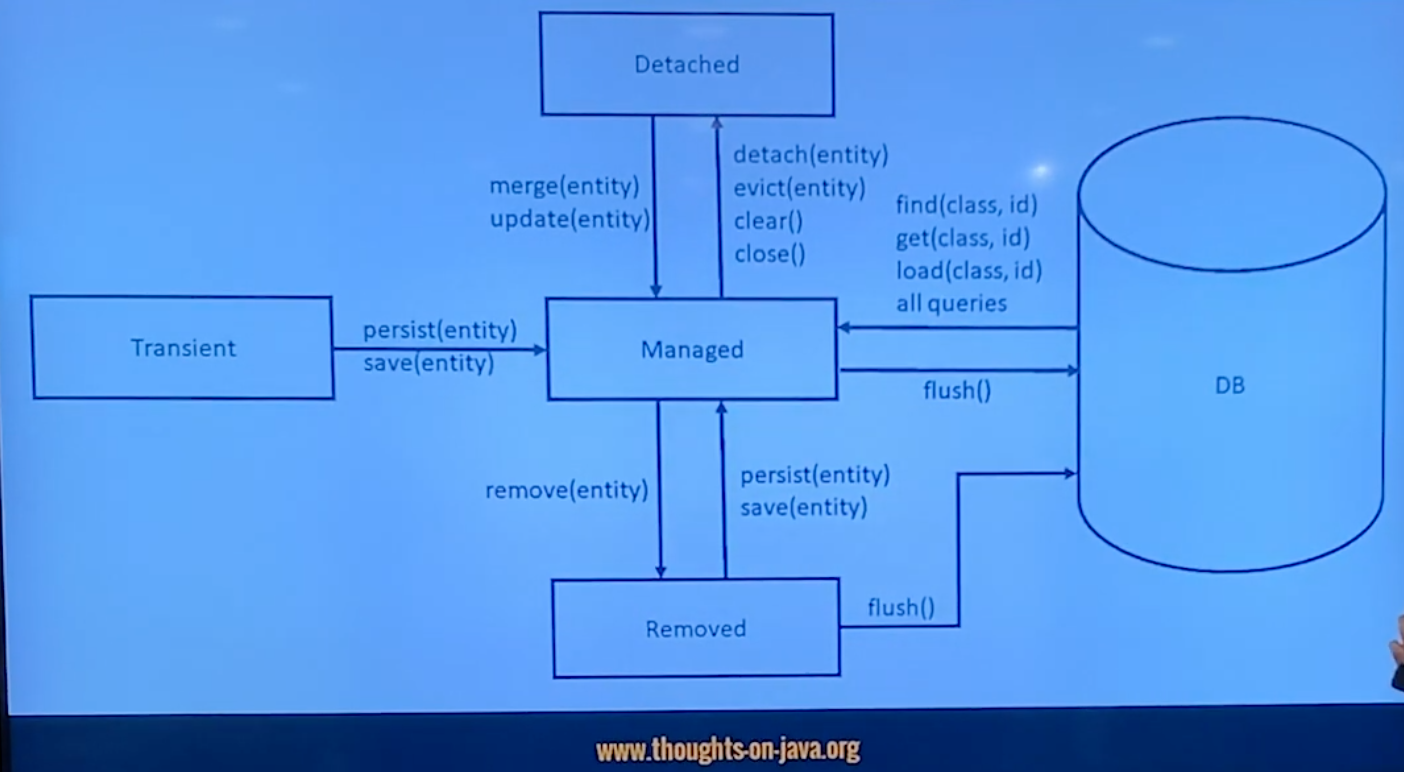 Detached
merge(entity)
update(entity)
detach(entity)
evict(entity)
clear()
close()
find(class, id)
get(class, id)
load(class, id)
all queries
Transient
persist(entity)
save(entity)
Managed
flush()
DB
remove(entity)
persist(entity)
save(entity)
Removed
flush()
www.thoughts-on-java.org